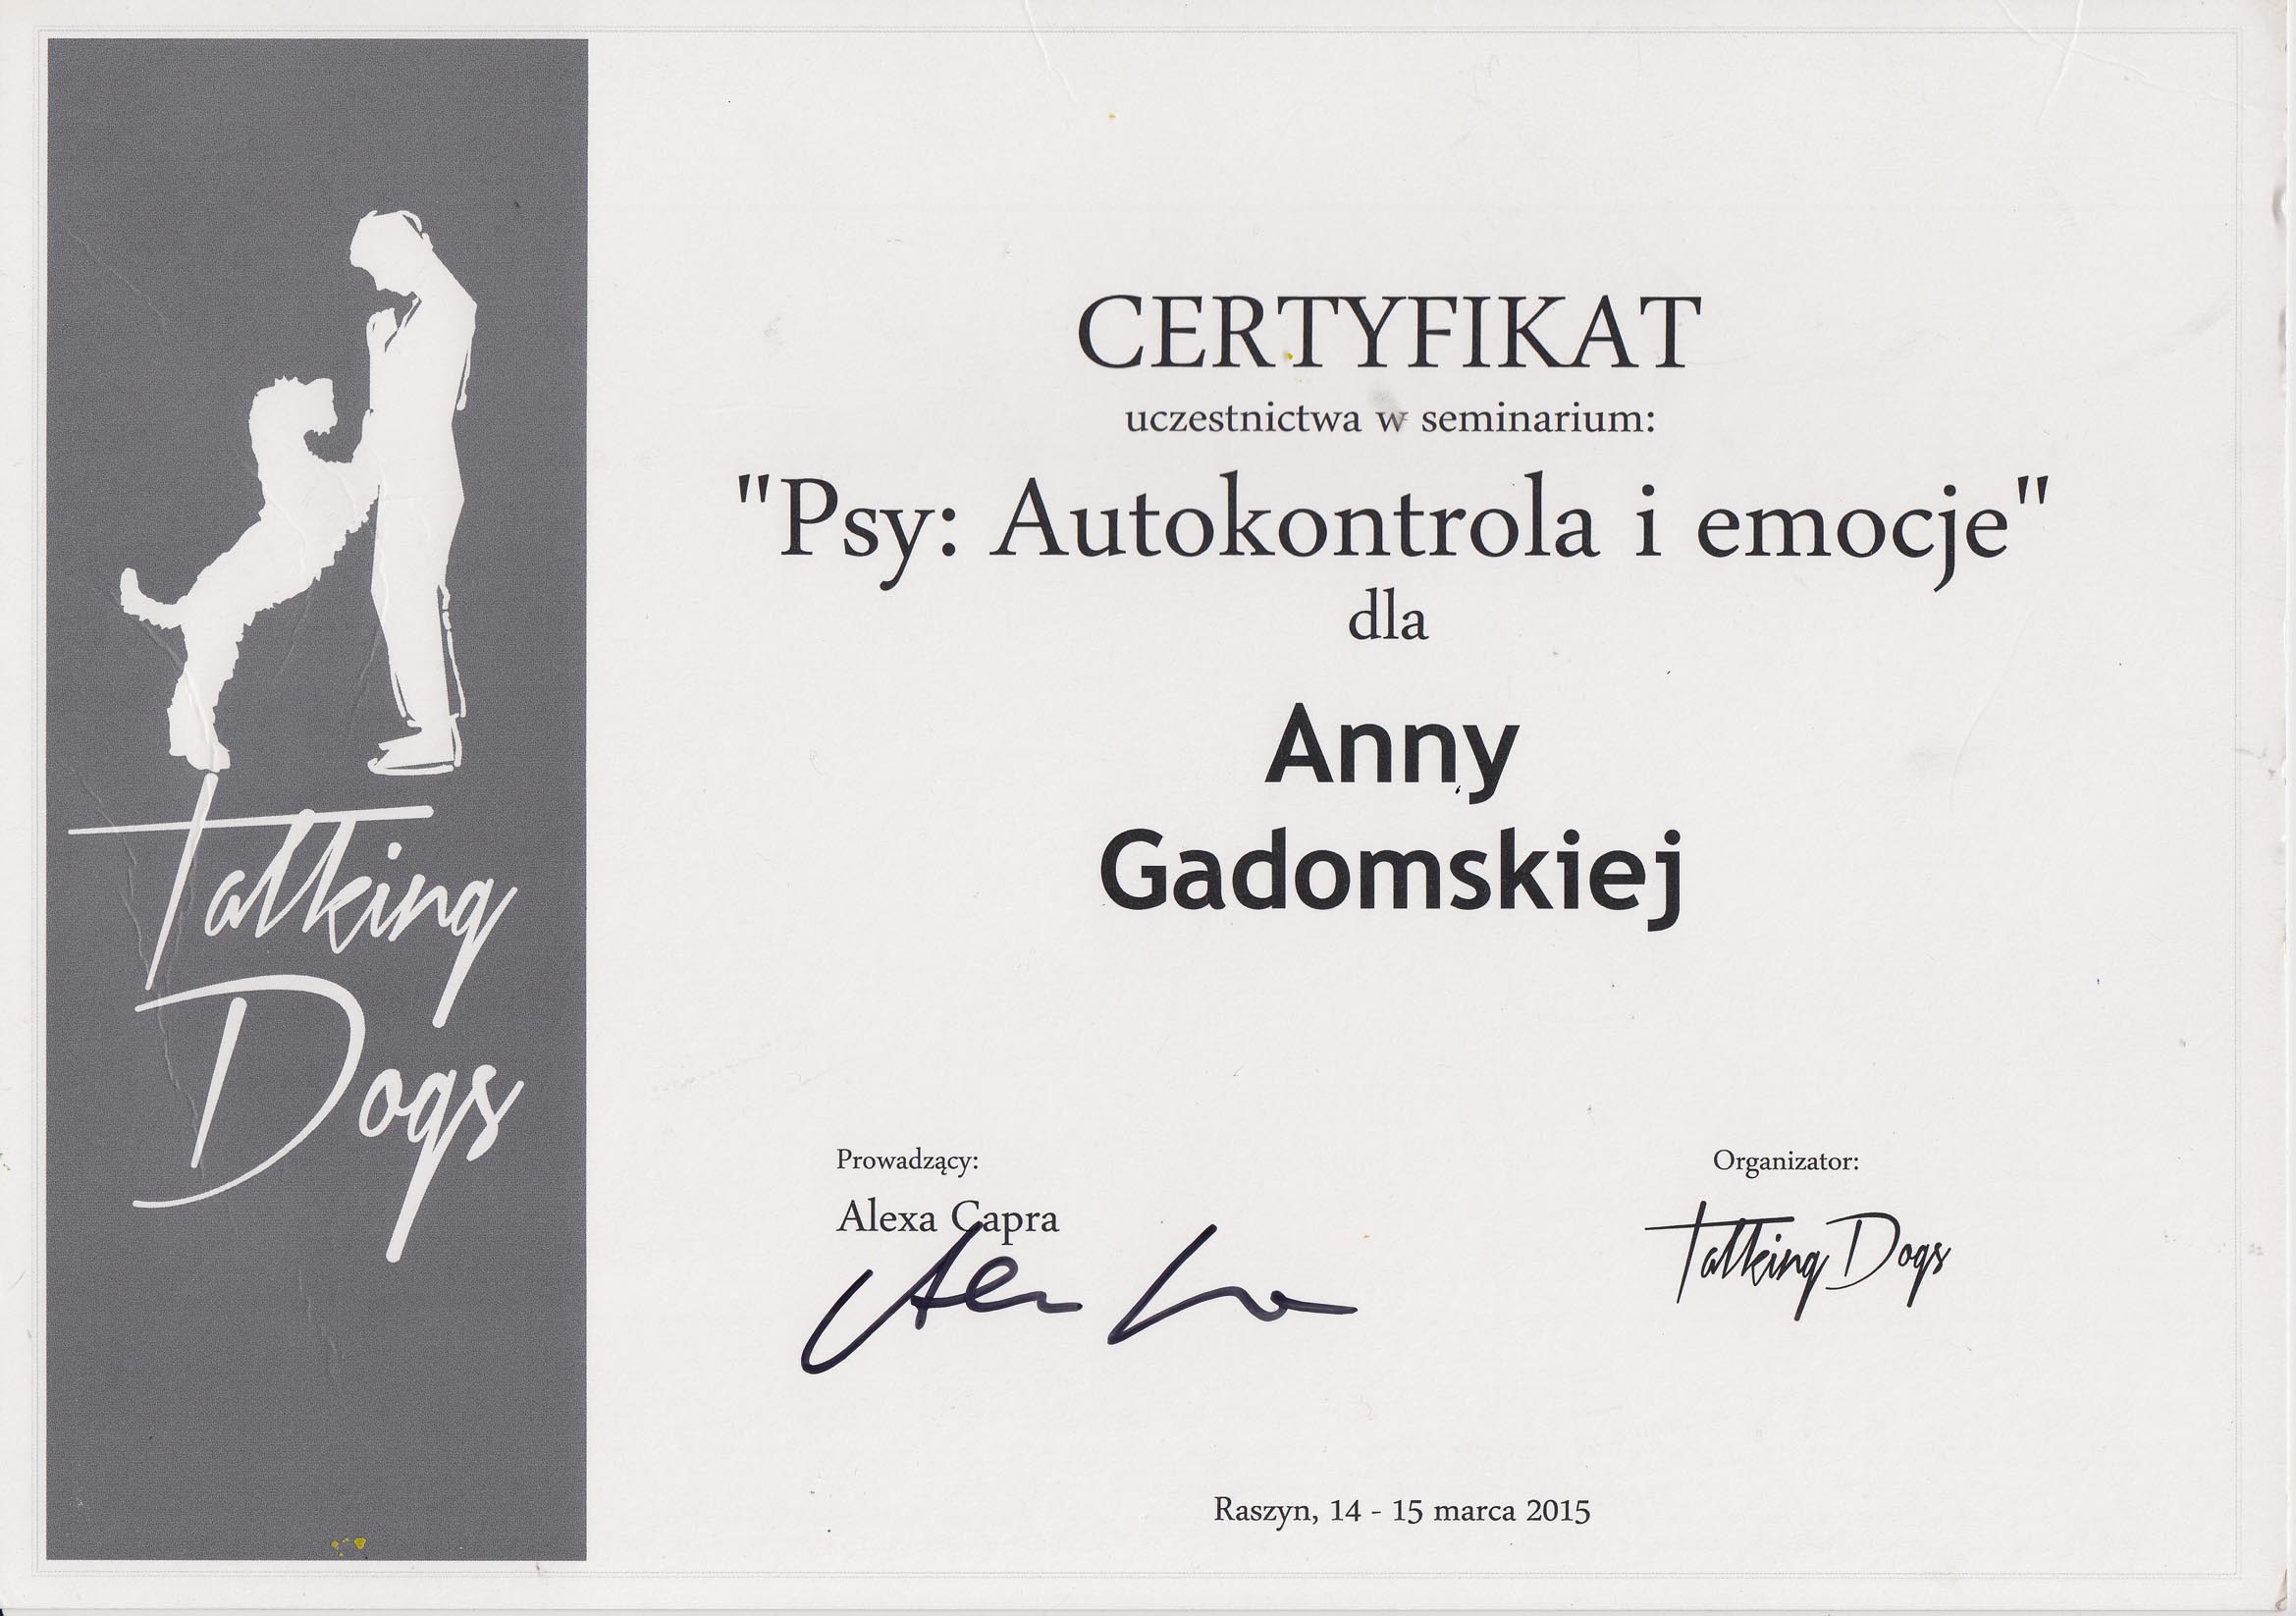 Talking
Dogs
CERTYFIKAT
uczestnictwa w seminarium:
"Psy: Autokontrola i emocje"
dla
Anny
Gadomskiej
Prowadzący:
Alexa Capra
Organizator:
Talking Dogs
Raszyn, 14 - 15 marca 2015